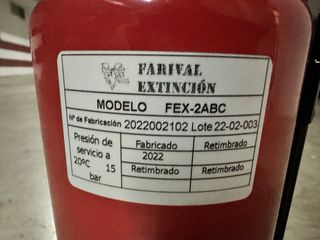 FARIVAL
EXTINCIÓN
MODELO FEX-2ABC
Nº de Fabricación 2022002102 Lote 22-02-003
Presión de servicio a 20ºC 15 bar
Fabricado Retimbrado
2022
Retimbrado Retimbrado